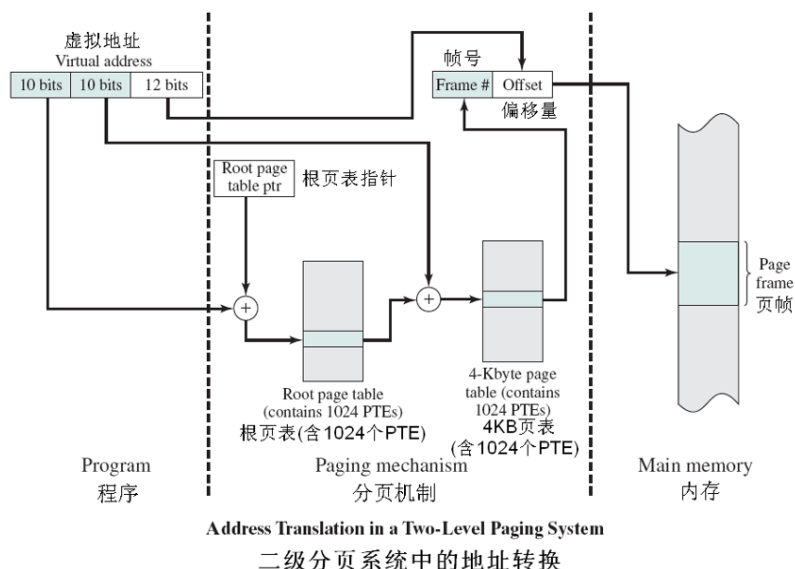 虚拟地址
Virtual address
10 bits 10 bits 12 bits
帧号
Frame # Offset
偏移量
Root page
table ptr
根页表指针
+
+
Root page table
(contains 1024 PTEs)
根页表(含1024个PTE)
4-Kbyte page
table (contains
1024 PTEs)
4KB页表
(含1024个PTE)
Page
frame
页帧
Program
程序
Paging mechanism
分页机制
Main memory
内存
Address Translation in a Two-Level Paging System
二级分页系统中的地址转换